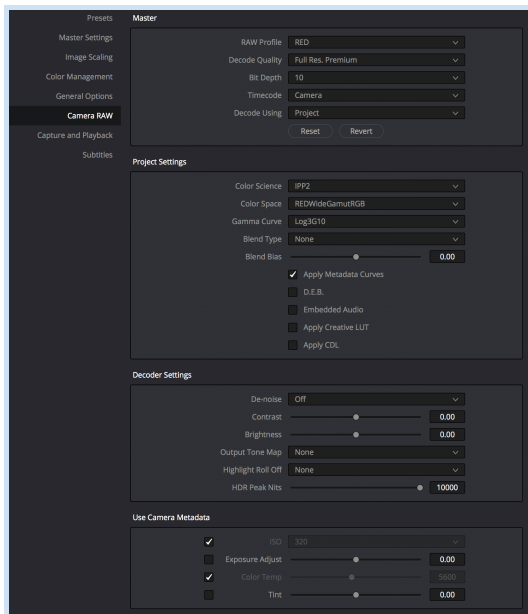 Presets
Master Settings
Image Scaling
Color Management
General Options
Camera RAW
Capture and Playback
Subtitles
Master
RAW Profile RED
Decode Quality Full Res. Premium
Bit Depth 10
Timecode Camera
Decode Using Project
Reset Revert
Project Settings
Color Science IPP2
Color Space REDWideGamutRGB
Gamma Curve Log3G10
Blend Type None
Blend Bias 0.00
Apply Metadata Curves
D.E.B.
Embedded Audio
Apply Creative LUT
Apply CDL
Decoder Settings
De-noise Off
Contrast 0.00
Brightness 0.00
Output Tone Map None
Highlight Roll Off None
HDR Peak Nits 10000
Use Camera Metadata
ISO 320
Exposure Adjust 0.00
Color Temp 5600
Tint 0.00